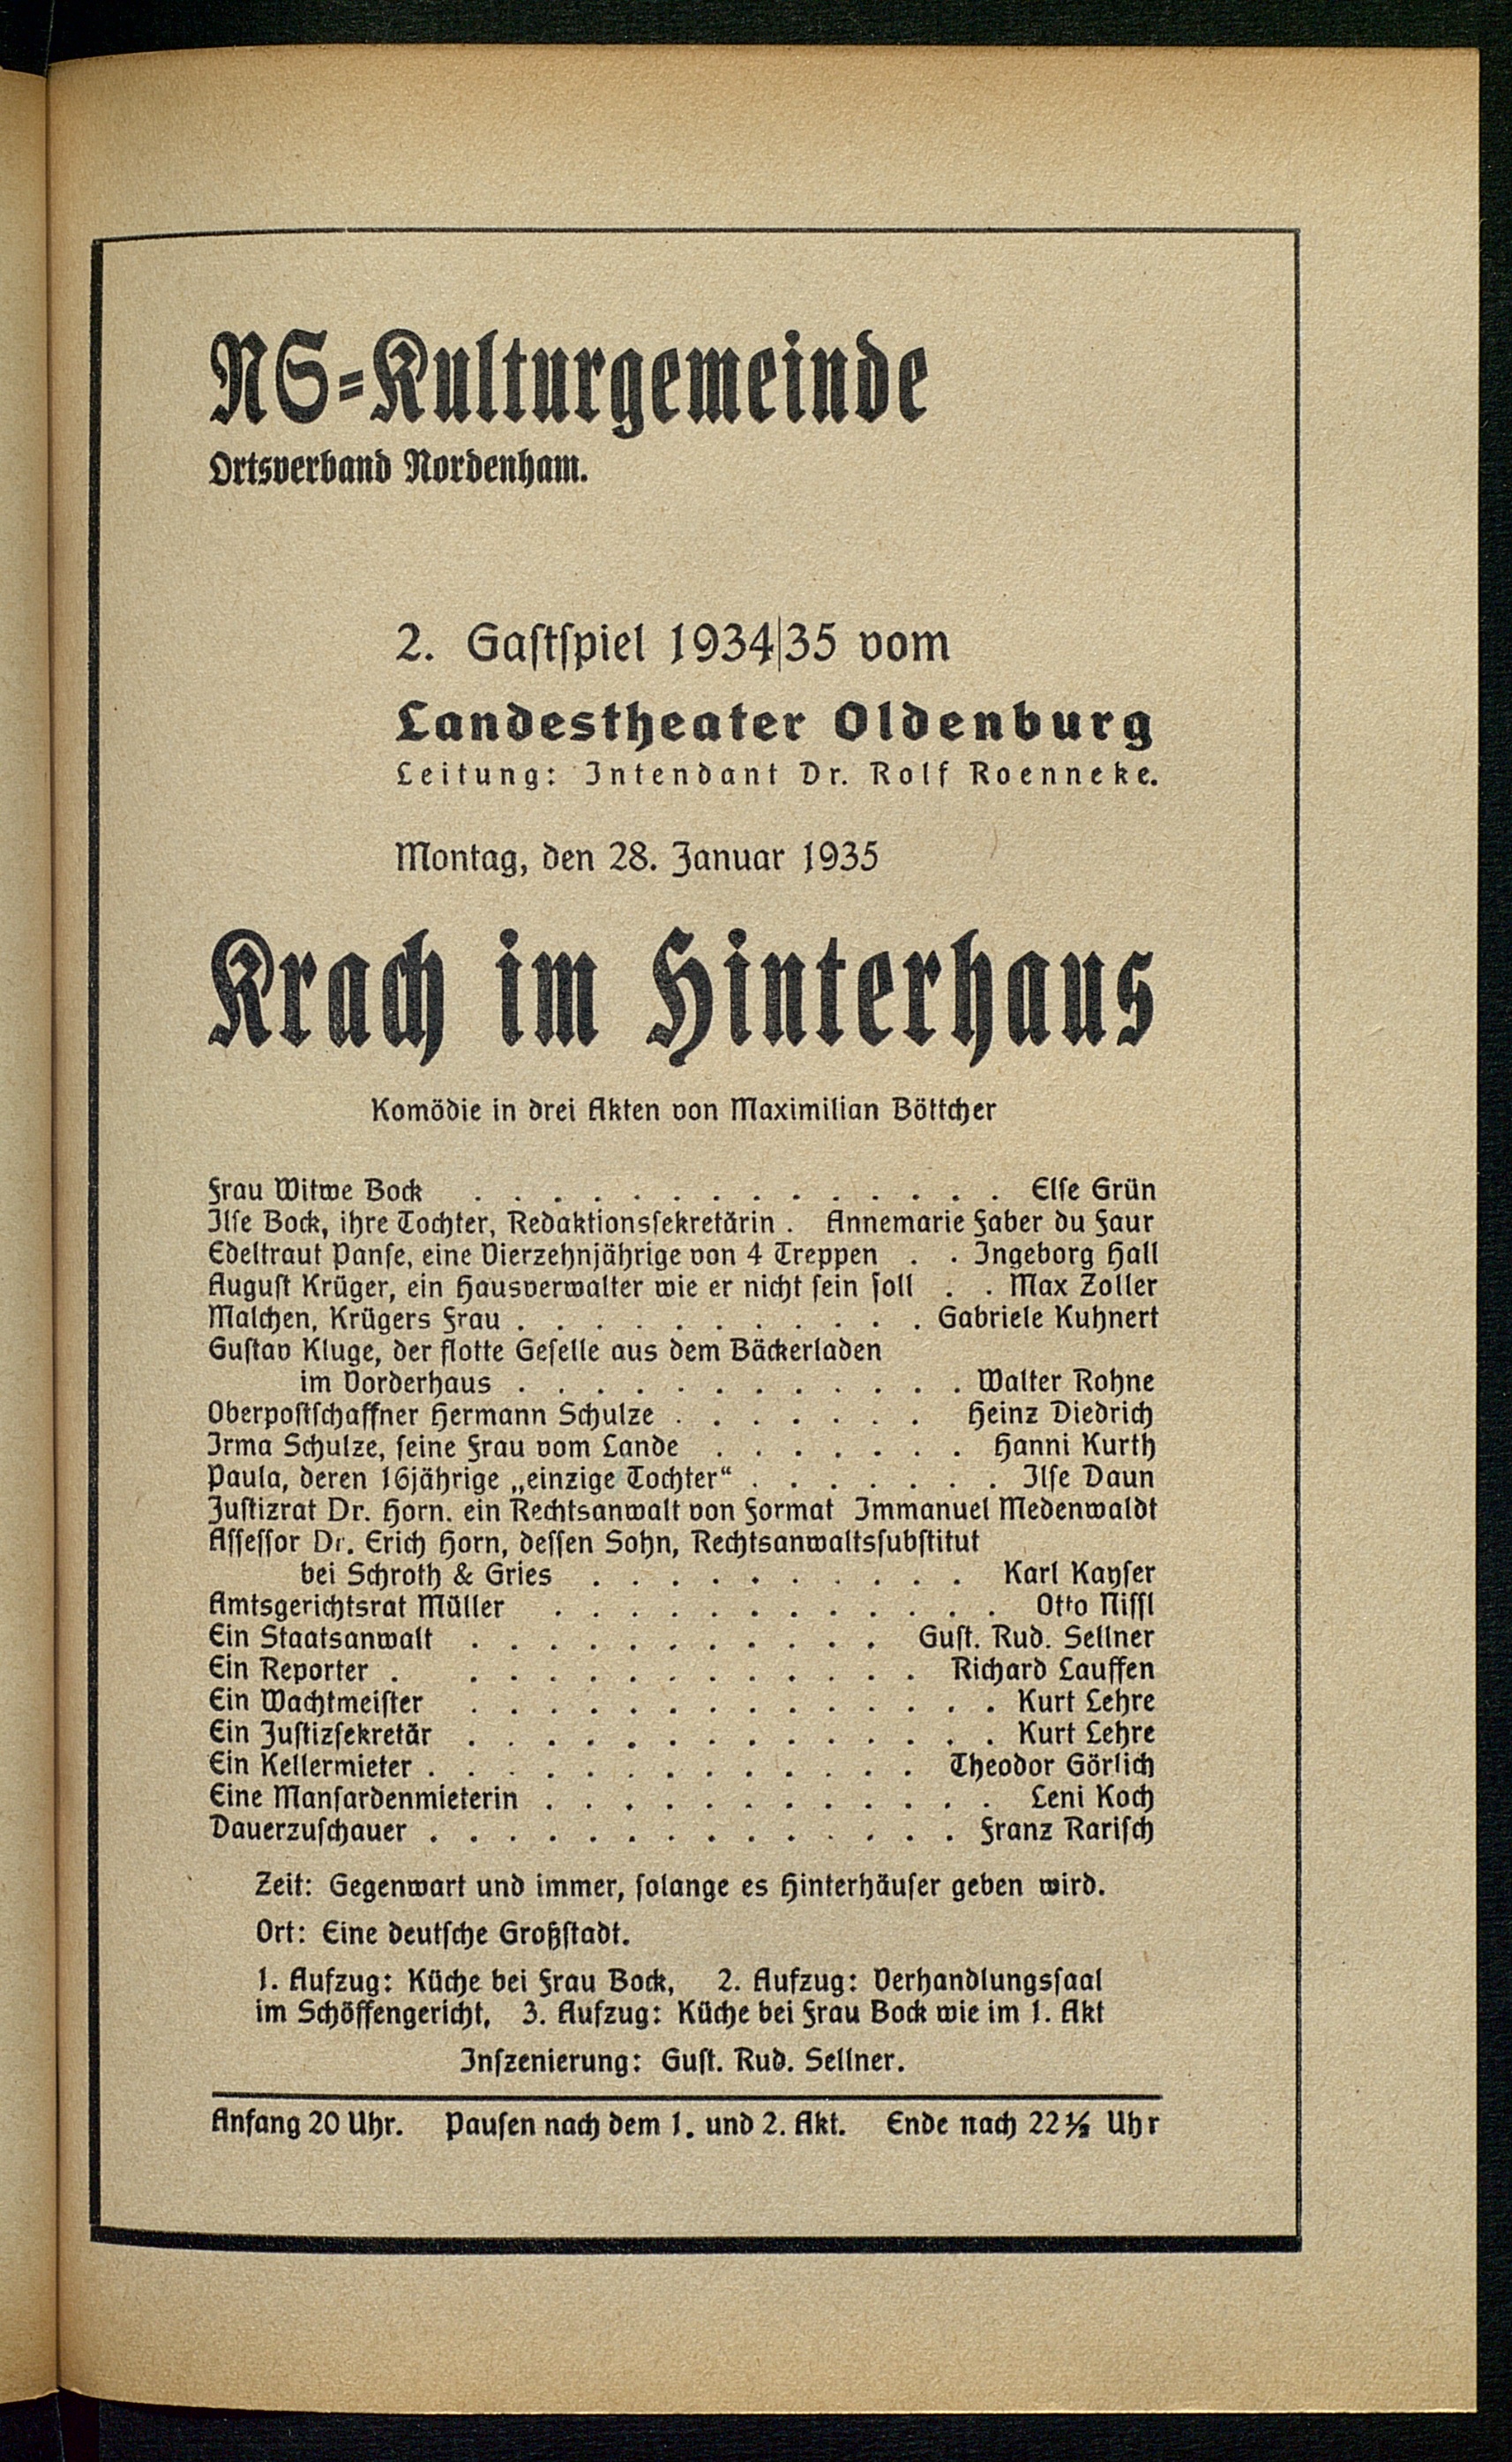 NS-Kulturgemeinde
Ortsverband Nordenham.
2. Gastspiel 1934/35 vom
Landestheater Oldenburg
Leitung: Intendant Dr. Rolf Roenneke.
Montag, den 28. Januar 1935
Krach im Hinterhaus
Komödie in drei Akten von Maximilian Böttcher
Frau Witwe Bock . . . . . . . . . . . . . . Else Grün
Ilse Bock, ihre Tochter, Redaktionssekretärin . Annemarie Faber du Faur
Edeltraut Panse, eine Vierzehnjährige von 4 Treppen . . Ingeborg Hall
August Krüger, ein Hausverwalter wie er nicht sein soll . . Max Zoller
Malchen, Krügers Frau . . . . . . . . . . . Gabriele Kuhnert
Gustav Kluge, der flotte Geselle aus dem Bäckerladen
im Vorderhaus . . . . . . . . . . . . Walter Rohne
Oberpostschaffner Hermann Schulze . . . . . . . Heinz Diedrich
Irma Schulze, seine Frau vom Lande . . . . . . . Hanni Kurth
Paula, deren 16jährige „einzige Tochter“ . . . . . . . Ilse Daun
Justizrat Dr. Horn. ein Rechtsanwalt von Format Immanuel Medenwaldt
Assessor Dr. Erich Horn, dessen Sohn, Rechtsanwaltssubstitut
bei Schroth & Gries . . . . . . . . . . Karl Kayser
Amtsgerichtsrat Müller . . . . . . . . . . . . Otto Nissl
Ein Staatsanwalt . . . . . . . . . . . Gust. Rud. Sellner
Ein Reporter . . . . . . . . . . . . . Richard Lauffen
Ein Wachtmeister . . . . . . . . . . . . . . Kurt Lehre
Ein Justizsekretär . . . . . . . . . . . . . . Kurt Lehre
Ein Kellermieter . . . . . . . . . . . . . Theodor Görlich
Eine Mansardenmieterin . . . . . . . . . . . . Leni Koch
Dauerzuschauer . . . . . . . . . . . . . . Franz Rarisch
Zeit: Gegenwart und immer, solange es Hinterhäuser geben wird.
Ort: Eine deutsche Großstadt.
1. Aufzug: Küche bei Frau Bock, 2. Aufzug: Verhandlungssaal
im Schöffengericht, 3. Aufzug: Küche bei Frau Bock wie im 1. Akt
Inszenierung: Gust. Rud. Sellner.
Anfang 20 Uhr. Pausen nach dem 1. und 2. Akt. Ende nach 22½ Uhr